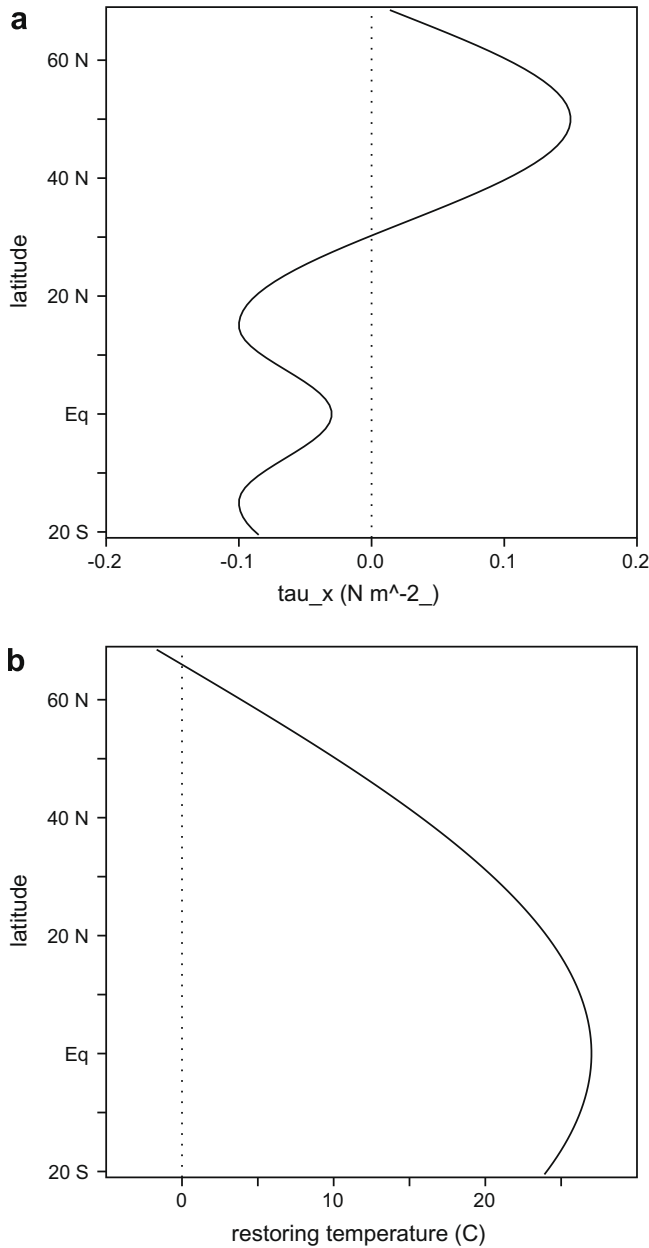 a
60 N
40 N
20 N
Eq
20 S
latitude
-0.2 -0.1 0.0 0.1 0.2
tau_x (N m^-2_)
b
60 N
40 N
20 N
Eq
20 S
latitude
0 10 20
restoring temperature (C)